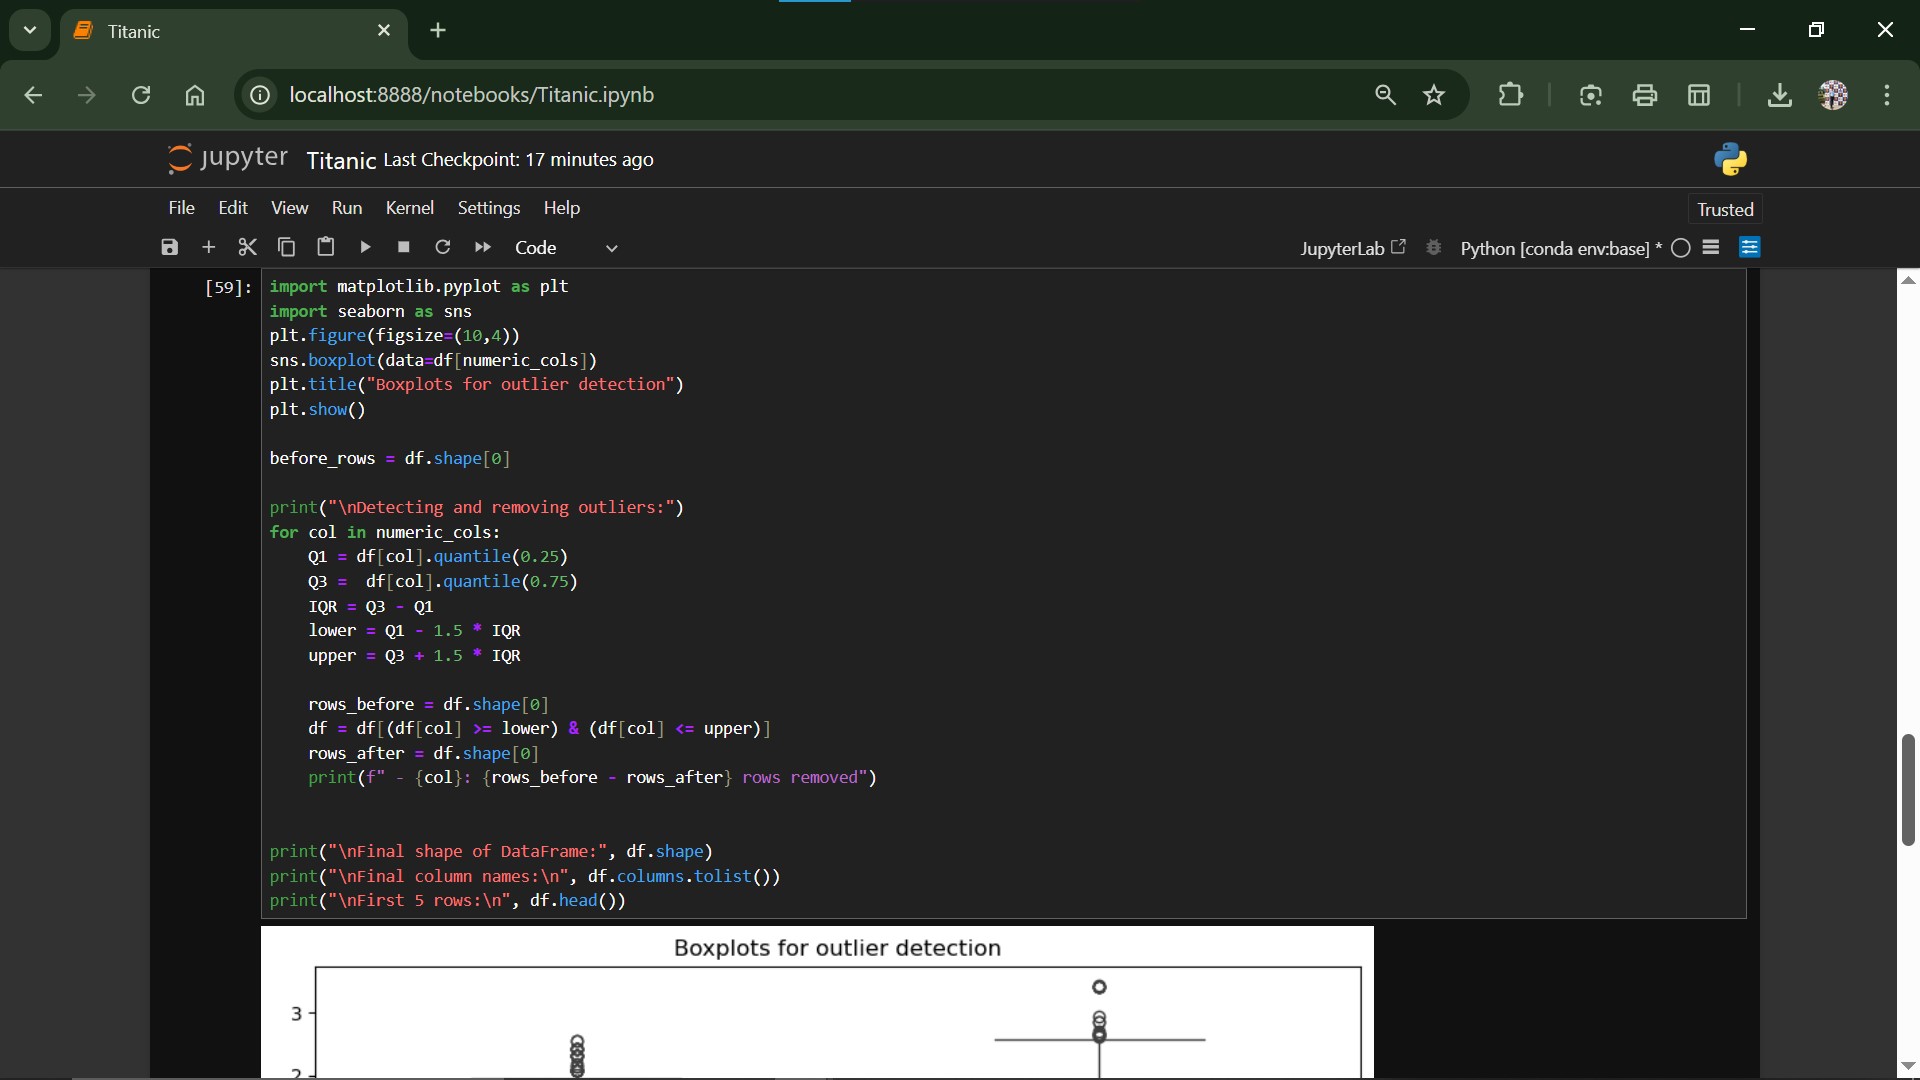 Titanic
localhost:8888/notebooks/Titanic.ipynb
jupyter Titanic Last Checkpoint: 17 minutes ago
File Edit View Run Kernel Settings Help Trusted
Code JupyterLab Python [conda env:base] *
[59]: import matplotlib.pyplot as plt
import seaborn as sns
plt.figure(figsize=(10,4))
sns.boxplot(data=df[numeric_cols])
plt.title("Boxplots for outlier detection")
plt.show()
before_rows = df.shape[0]
print("\nDetecting and removing outliers:")
for col in numeric_cols:
    Q1 = df[col].quantile(0.25)
    Q3 =  df[col].quantile(0.75)
    IQR = Q3 - Q1
    lower = Q1 - 1.5 * IQR
    upper = Q3 + 1.5 * IQR
    rows_before = df.shape[0]
    df = df[(df[col] >= lower) & (df[col] <= upper)]
    rows_after = df.shape[0]
    print(f" - {col}: {rows_before - rows_after} rows removed")
print("\nFinal shape of DataFrame:", df.shape)
print("\nFinal column names:\n", df.columns.tolist())
print("\nFirst 5 rows:\n", df.head())
Boxplots for outlier detection
3
2